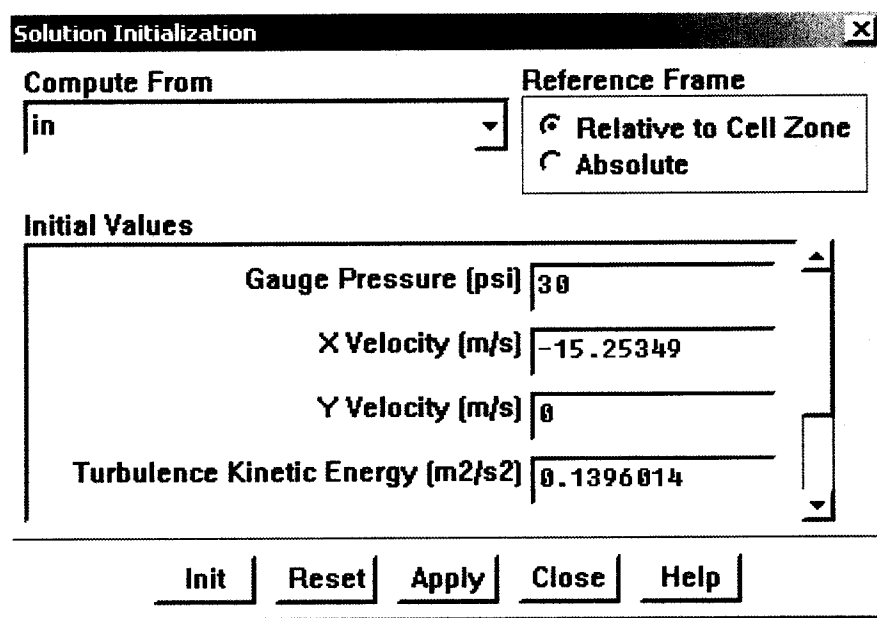 Solution Initialization
Compute From
in
Reference Frame
Relative to Cell Zone
Absolute
Initial Values
Gauge Pressure (psi) 30
X Velocity (m/s) -15.25349
Y Velocity (m/s) 0
Turbulence Kinetic Energy (m2/s2) 0.1396014
Init Reset Apply Close Help